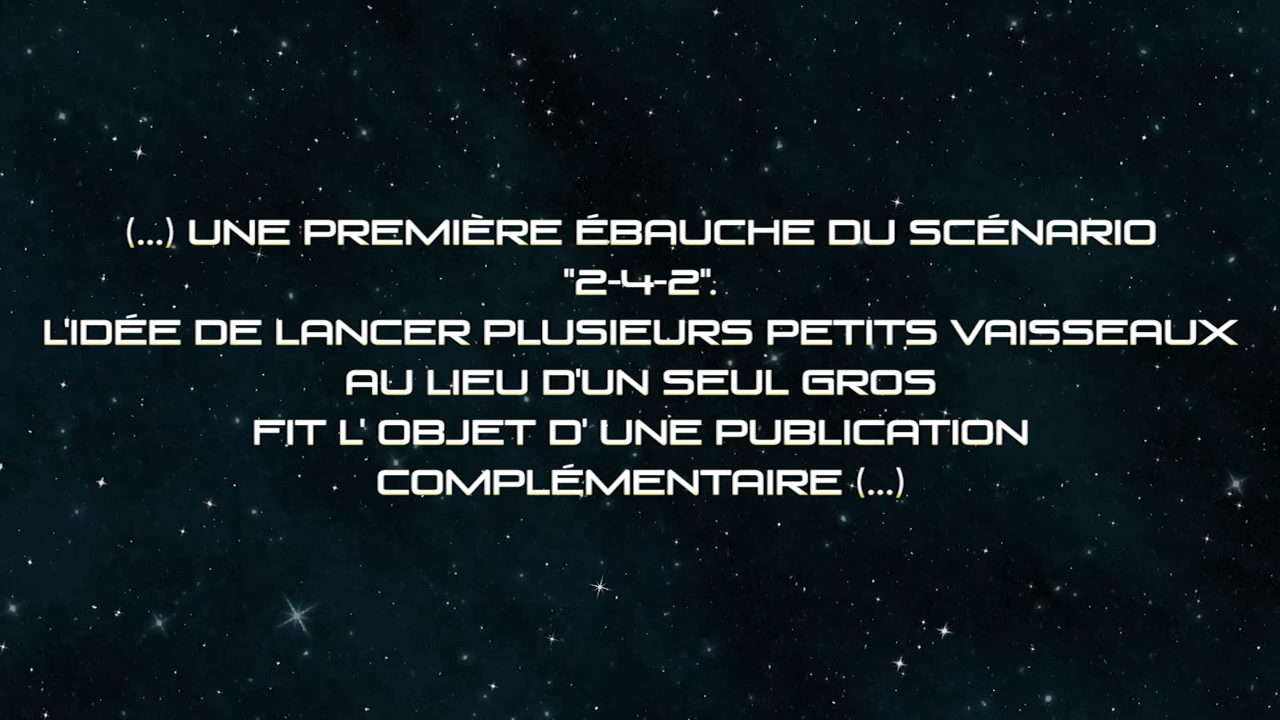 (...) UNE PREMIÈRE ÉBAUCHE DU SCÉNARIO
"2-4-2":
L'IDÉE DE LANCER PLUSIEURS PETITS VAISSEAUX
AU LIEU D'UN SEUL GROS
FIT L' OBJET D' UNE PUBLICATION
COMPLÉMENTAIRE (...)